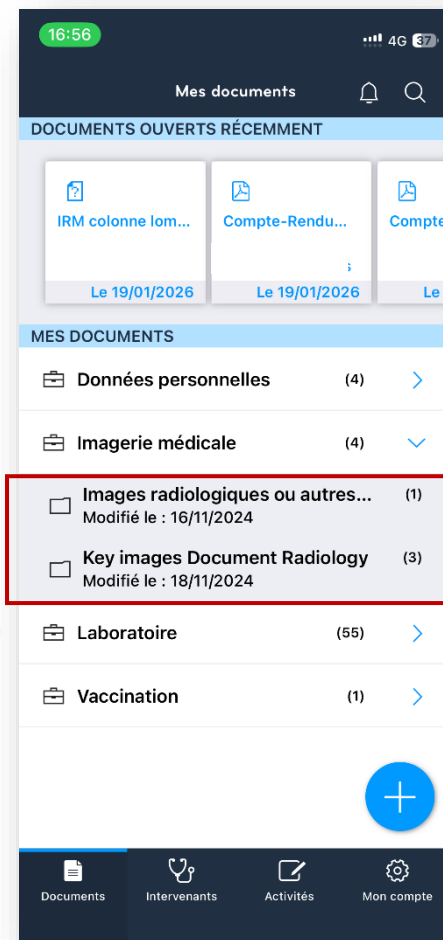 16:56
4G 37
Mes documents
DOCUMENTS OUVERTS RÉCEMMENT
IRM colonne lom...
Compte-Rendu...
Compte
s
Le 19/01/2026
Le 19/01/2026
Le
MES DOCUMENTS
Données personnelles (4)
Imagerie médicale (4)
Images radiologiques ou autres... (1)
Modifié le : 16/11/2024
Key images Document Radiology (3)
Modifié le : 18/11/2024
Laboratoire (55)
Vaccination (1)
Documents
Intervenants
Activités
Mon compte